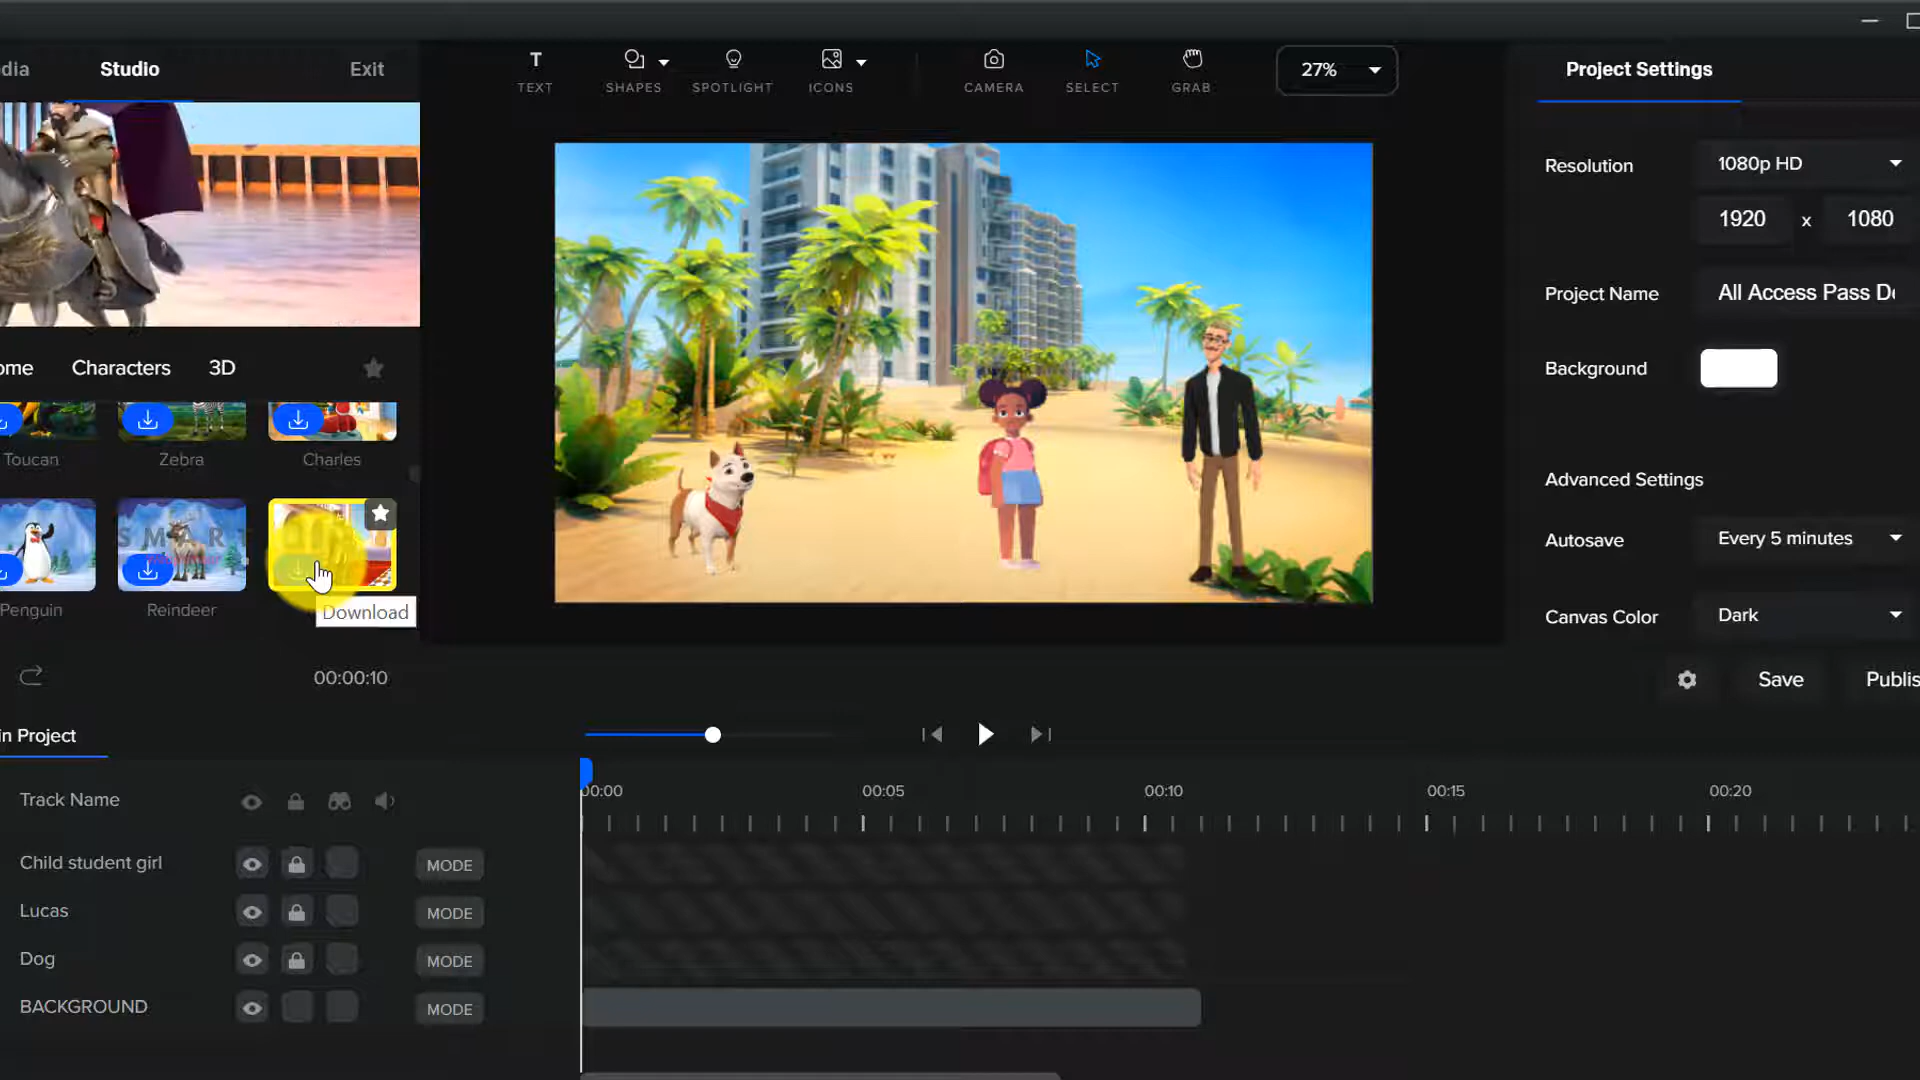 dia
Studio
Exit
TEXT
SHAPES
SPOTLIGHT
ICONS
CAMERA
SELECT
GRAB
27%
Project Settings
Resolution
1080p HD
1920
x
1080
Project Name
All Access Pass De
Background
ome
Characters
3D
Toucan
Zebra
Charles
SMART
Penguin
Reindeer
Download
Advanced Settings
Autosave
Every 5 minutes
Canvas Color
Dark
00:00:10
Save
Publis
in Project
00:00
00:05
00:10
00:15
00:20
Track Name
Child student girl
MODE
Lucas
MODE
Dog
MODE
BACKGROUND
MODE